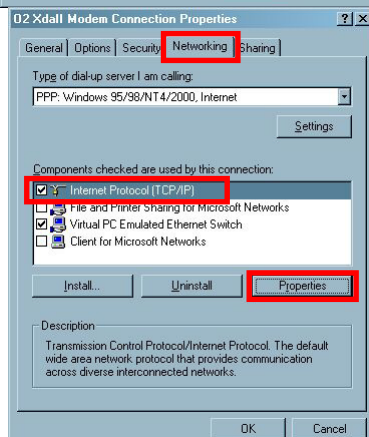 02 Xdall Modem Connection Properties
General Options Security Networking Sharing
Type of dial-up server I am calling:
PPP: Windows 95/98/NT4/2000, Internet
Settings
Components checked are used by this connection:
Internet Protocol (TCP/IP)
File and Printer Sharing for Microsoft Networks
Virtual PC Emulated Ethernet Switch
Client for Microsoft Networks
Install... Uninstall Properties
Description
Transmission Control Protocol/Internet Protocol. The default
wide area network protocol that provides communication
across diverse interconnected networks.
OK Cancel